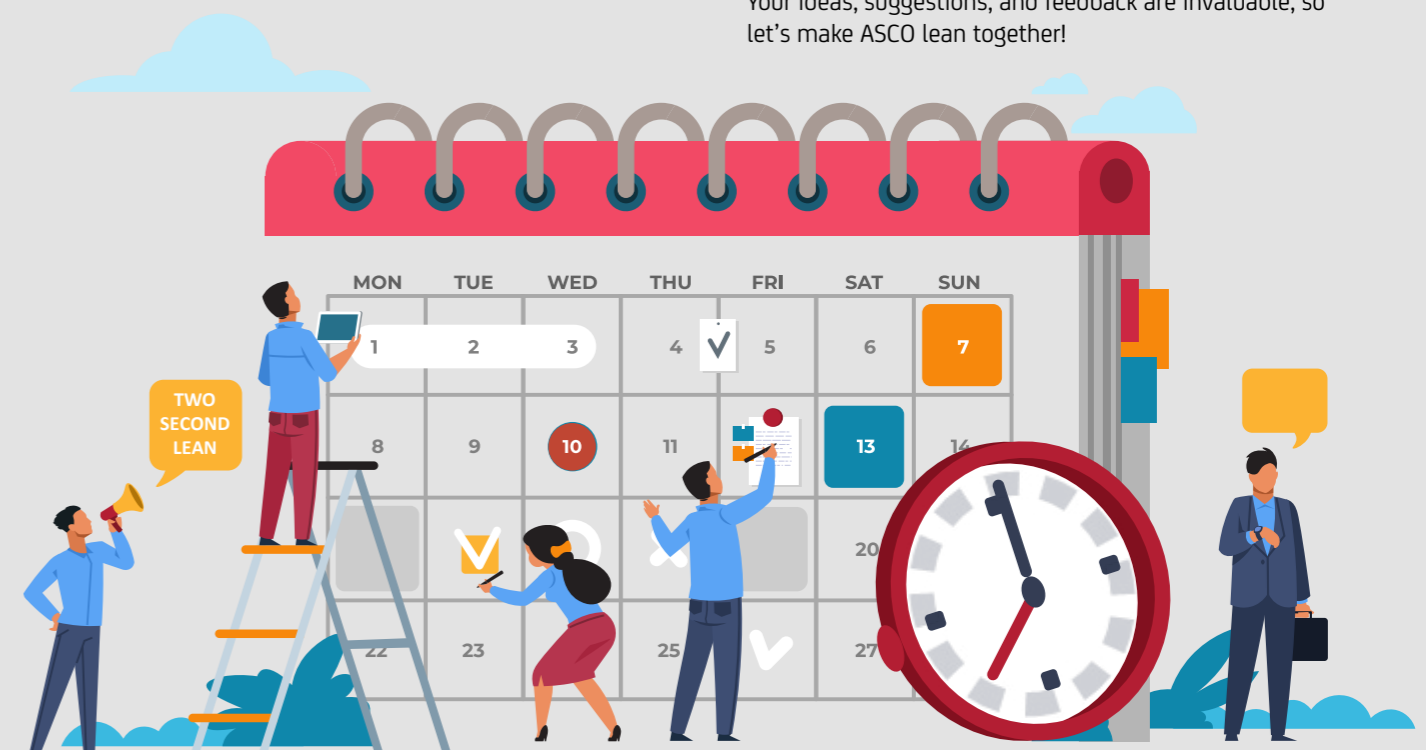 Your ideas, suggestions, and feedback are invaluable, so
let's make ASCO lean together!
MON TUE WED THU FRI SAT SUN
1 2 3 4 5 6 7
TWO
SECOND
LEAN
8 9 10 11 13 14
20
22 23 25 27